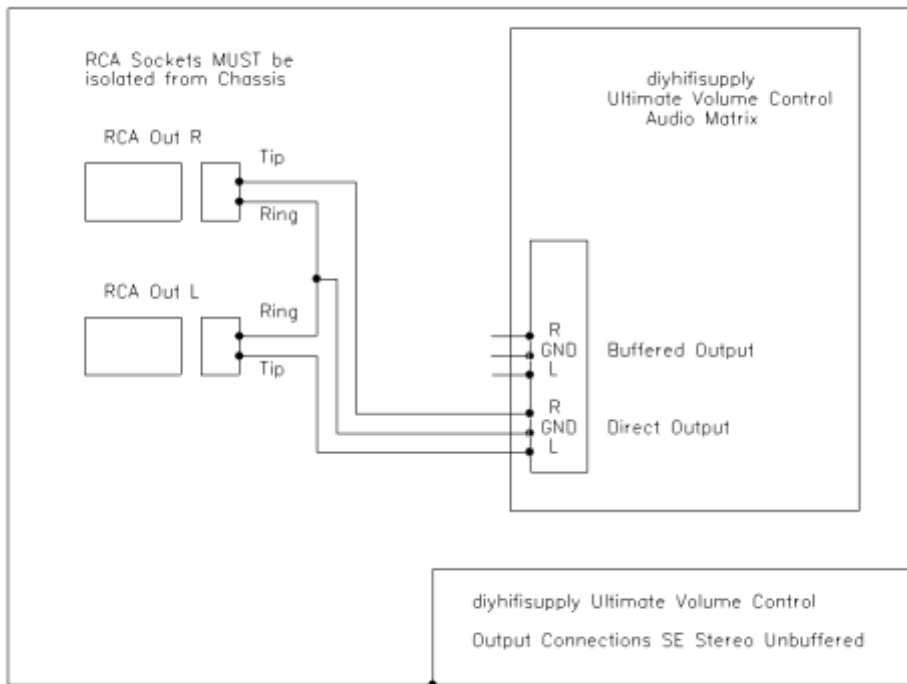 RCA Sockets MUST be
isolated from Chassis
diyhifisupply
Ultimate Volume Control
Audio Matrix
RCA Out R
Tip
Ring
RCA Out L
Ring
Tip
R
GND
L
Buffered Output
R
GND
L
Direct Output
diyhifisupply Ultimate Volume Control
Output Connections SE Stereo Unbuffered